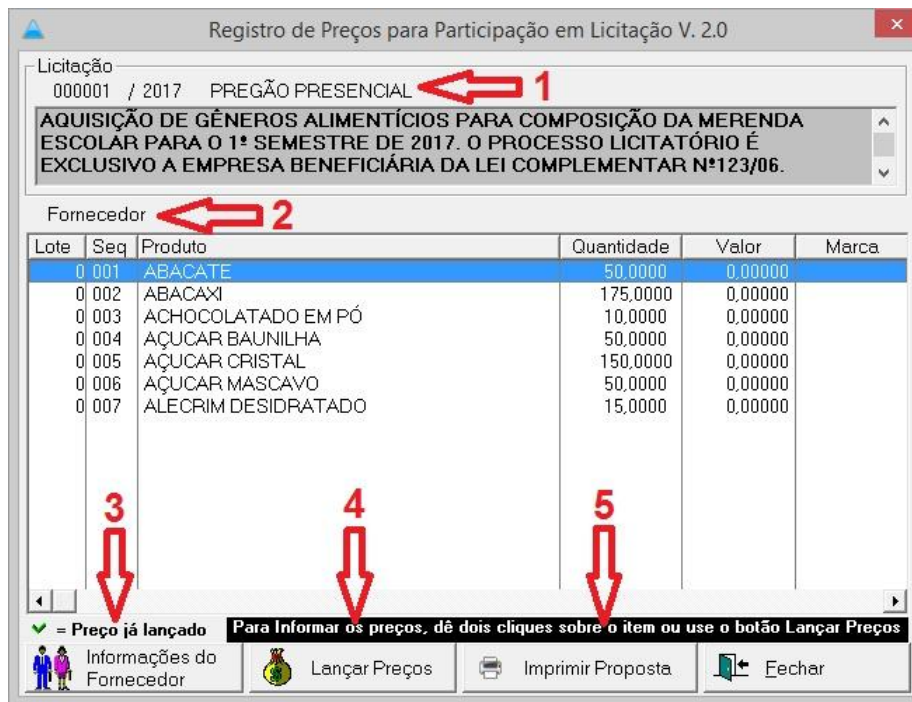 Registro de Preços para Participação em Licitação V. 2.0
x
Licitação
000001 / 2017 PREGÃO PRESENCIAL 1
AQUISIÇÃO DE GÊNEROS ALIMENTÍCIOS PARA COMPOSIÇÃO DA MERENDA
ESCOLAR PARA O 1º SEMESTRE DE 2017. O PROCESSO LICITATÓRIO É
EXCLUSIVO A EMPRESA BENEFICIÁRIA DA LEI COMPLEMENTAR Nº123/06.
Fornecedor 2
Lote Seq Produto Quantidade Valor Marca
0 001 ABACATE 50,0000 0,00000
0 002 ABACAXI 175,0000 0,00000
0 003 ACHOCOLATADO EM PÓ 10,0000 0,00000
0 004 AÇUCAR BAUNILHA 50,0000 0,00000
0 005 AÇUCAR CRISTAL 150,0000 0,00000
0 006 AÇUCAR MASCAVO 50,0000 0,00000
0 007 ALECRIM DESIDRATADO 15,0000 0,00000
3 4 5
= Preço já lançado Para Informar os preços, dê dois cliques sobre o item ou use o botão Lançar Preços
Informações do
Fornecedor
Lançar Preços
Imprimir Proposta
Fechar